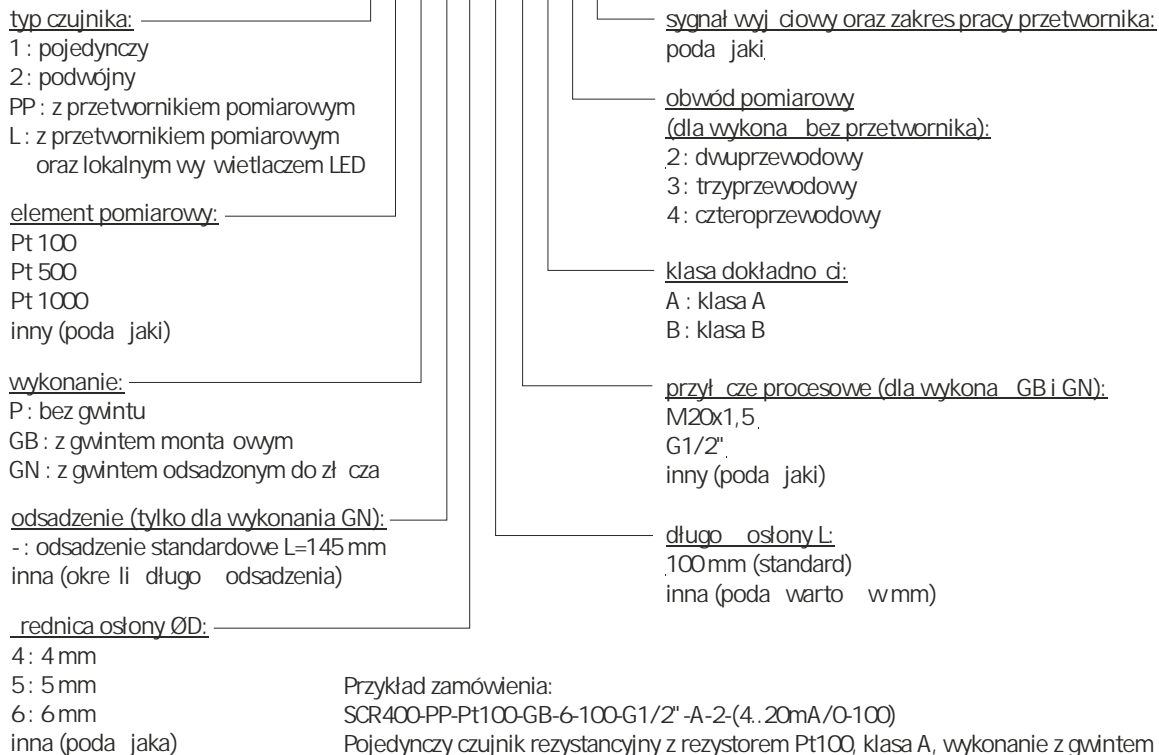 typ czujnika:
1 : pojedynczy
2 : podwójny
PP : z przetwornikiem pomiarowym
L : z przetwornikiem pomiarowym
oraz lokalnym wy wietlaczem LED
element pomiarowy:
Pt 100
Pt 500
Pt 1000
inny (poda jaki)
wykonanie:
P : bez gwintu
GB : z gwintem monta owym
GN : z gwintem odsadzonym do zł cza
odsadzenie (tylko dla wykonania GN):
- : odsadzenie standardowe L=145 mm
inna (okre li długo odsadzenia)
rednica osłony ØD:
4 : 4 mm
5 : 5 mm
6 : 6 mm
inna (poda jaka)
sygnał wyj ciowy oraz zakres pracy przetwornika:
poda jaki
obwód pomiarowy
(dla wykona bez przetwornika):
2 : dwuprzewodowy
3 : trzyprzewodowy
4 : czteroprzewodowy
klasa dokładno ci:
A : klasa A
B : klasa B
przył cze procesowe (dla wykona GB i GN):
M20x1,5
G1/2"
inny (poda jaki)
długo osłony L:
100 mm (standard)
inna (poda warto w mm)
Przykład zamówienia:
SCR400-PP-Pt100-GB-6-100-G1/2"-A-2-(4..20mA/0-100)
Pojedynczy czujnik rezystancyjny z rezystorem Pt100, klasa A, wykonanie z gwintem